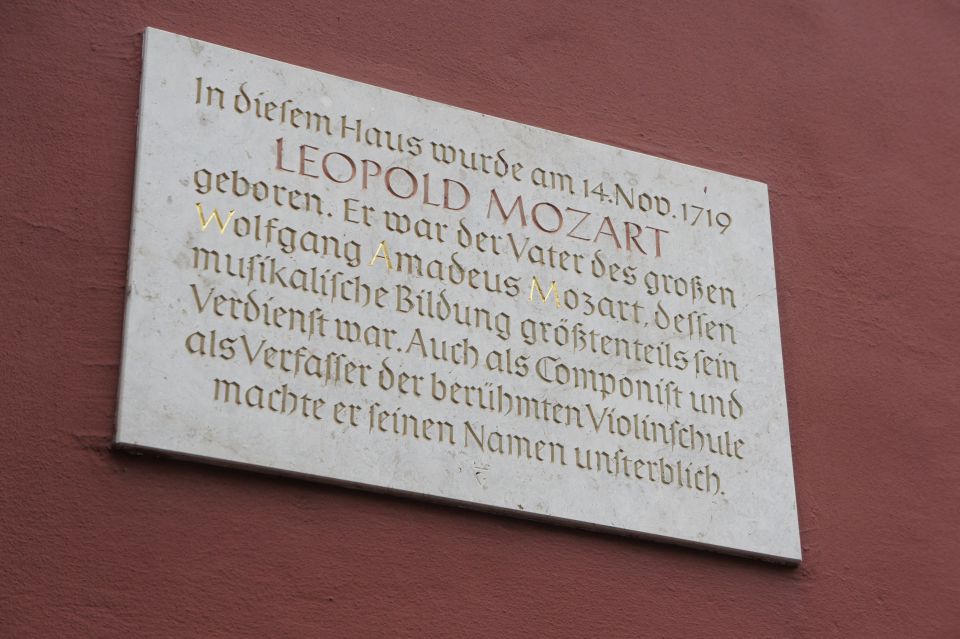 In dieſem Haus wurde am 14. Nov. 1719
LEOPOLD MOZART
geboren. Er war der Vater des großen
Wolfgang Amadeus Mozart, deſſen
muſikaliſche Bildung größtenteils ſein
Verdienſt war. Auch als Componiſt und
als Verfaſſer der berühmten Violinſchule
machte er ſeinen Namen unſterblich.